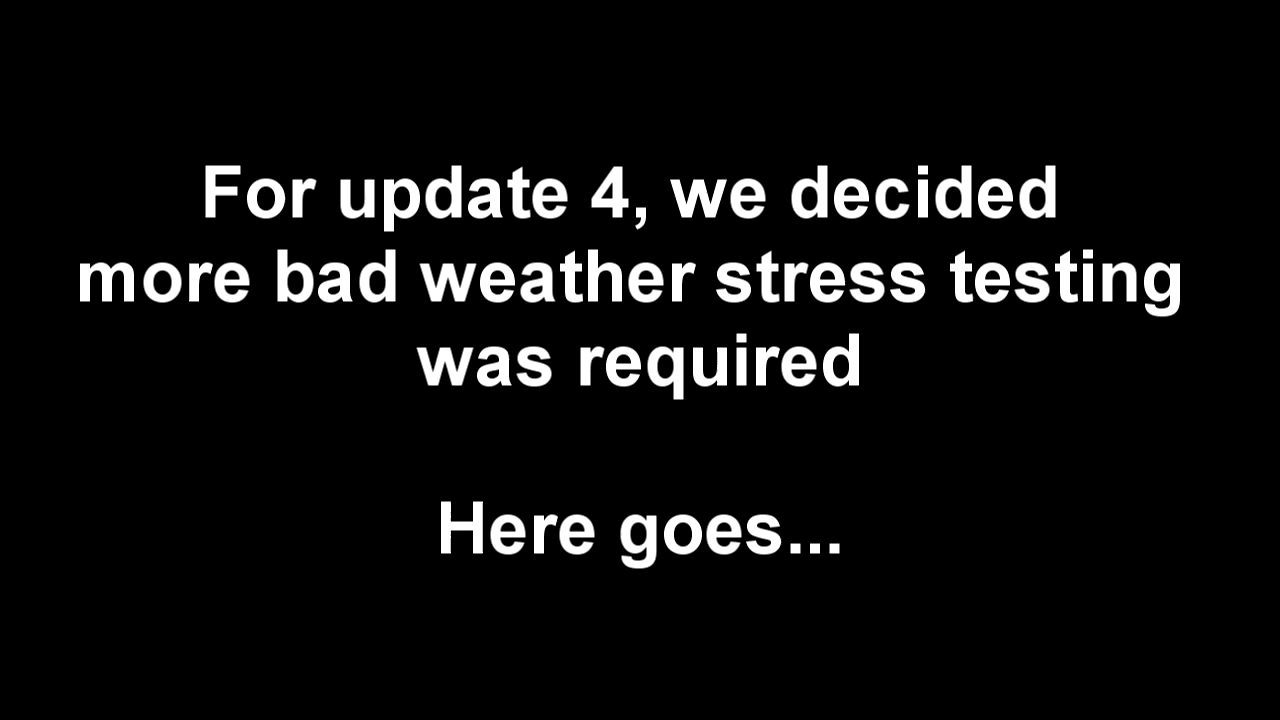 For update 4, we decided
more bad weather stress testing
was required
Here goes...